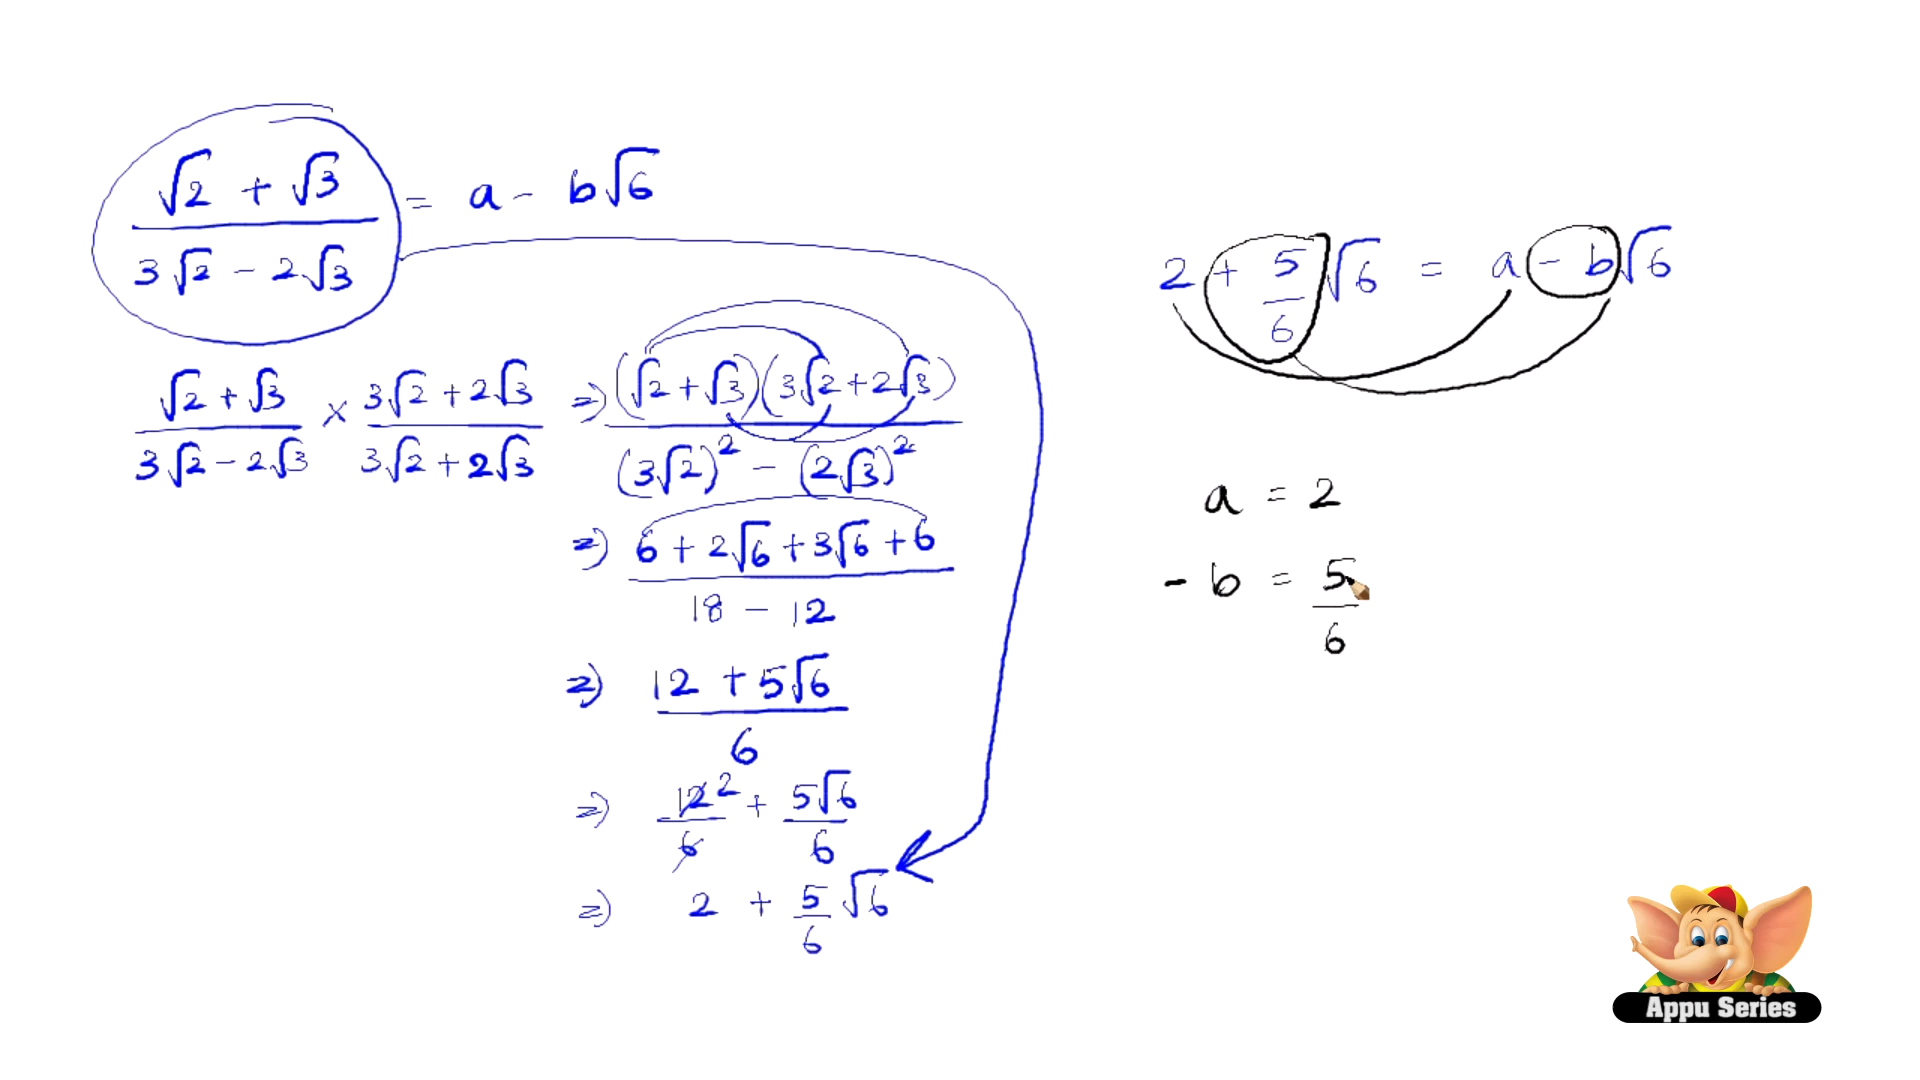 (√2 + √3)/(3√2 - 2√3) = a - b√6
(√2 + √3)/(3√2 - 2√3) × (3√2 + 2√3)/(3√2 + 2√3) => (√2 + √3)(3√2 + 2√3)/((3√2)² - (2√3)²)
=> (6 + 2√6 + 3√6 + 6)/(18 - 12)
=> (12 + 5√6)/6
=> 12/6 2 + 5√6/6
=> 2 + 5/6 √6
2 + 5/6 √6 = a - b√6
a = 2
- b = 5/6
Appu Series